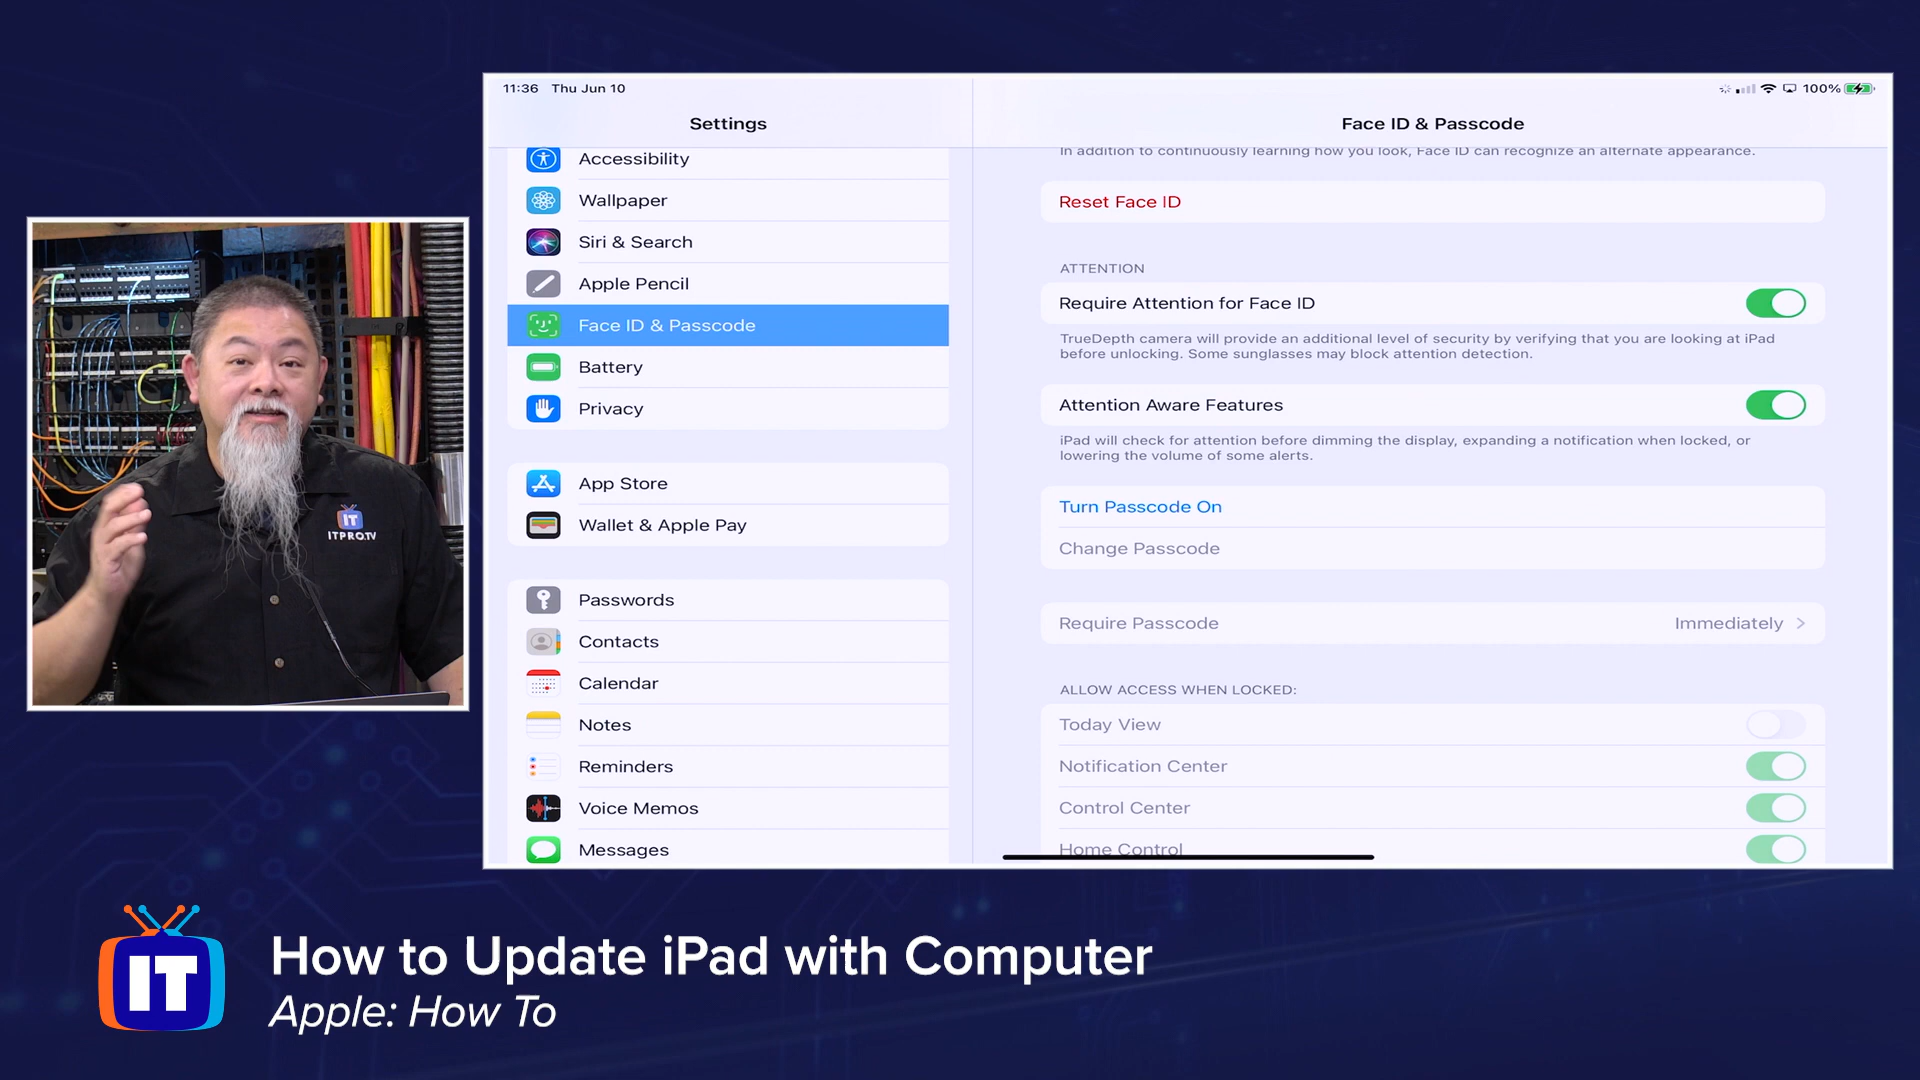 11:36 Thu Jun 10
100%
Settings
Face ID & Passcode
Accessibility
Wallpaper
Siri & Search
Apple Pencil
Face ID & Passcode
Battery
Privacy
App Store
Wallet & Apple Pay
Passwords
Contacts
Calendar
Notes
Reminders
Voice Memos
Messages
In addition to continuously learning how you look, Face ID can recognize an alternate appearance.
Reset Face ID
ATTENTION
Require Attention for Face ID
TrueDepth camera will provide an additional level of security by verifying that you are looking at iPad
before unlocking. Some sunglasses may block attention detection.
Attention Aware Features
iPad will check for attention before dimming the display, expanding a notification when locked, or
lowering the volume of some alerts.
Turn Passcode On
Change Passcode
Require Passcode Immediately
ALLOW ACCESS WHEN LOCKED:
Today View
Notification Center
Control Center
Home Control
IT
ITPRO.TV
IT
How to Update iPad with Computer
Apple: How To